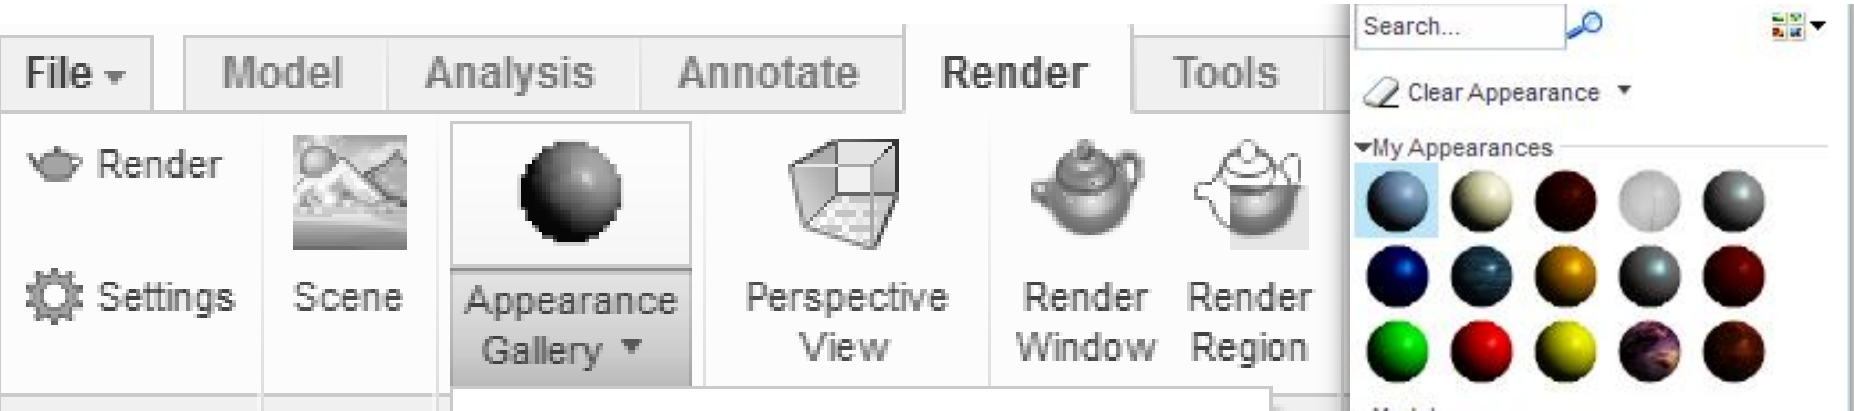 File Model Analysis Annotate Render Tools
Render
Settings
Scene
Appearance
Gallery
Perspective
View
Render
Window
Render
Region
Search...
Clear Appearance
My Appearances